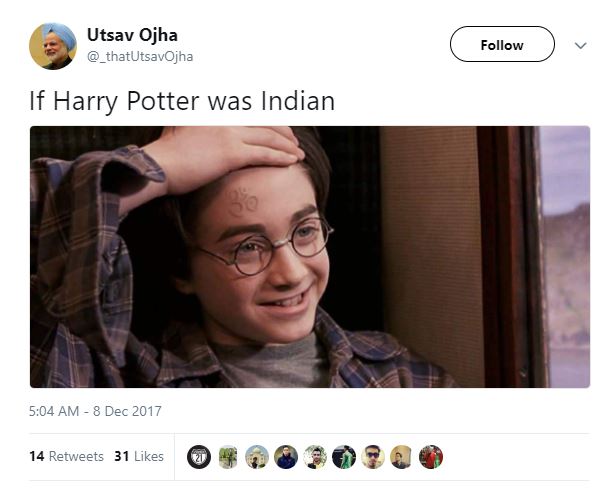 Utsav Ojha
@_thatUtsavOjha
Follow
If Harry Potter was Indian
ॐ
5:04 AM - 8 Dec 2017
14 Retweets 31 Likes
21